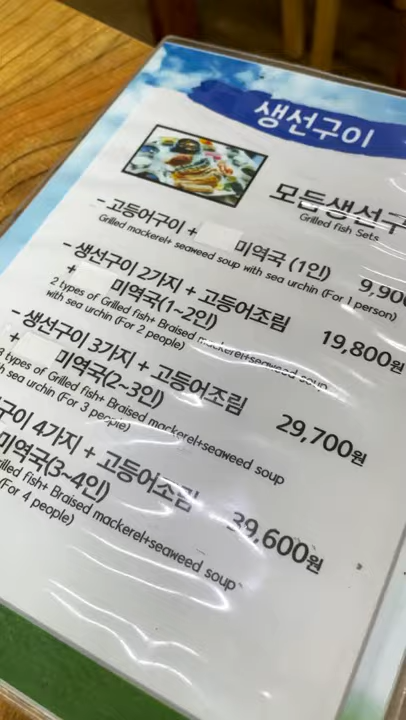 생선구이
모든생선구
Grilled fish Sets
- 고등어구이 + 미역국 (1인) 9,900
Grilled mackerel+ seaweed soup with sea urchin (For 1 person)
- 생선구이 2가지 + 고등어조림
+ 미역국(1~2인) 19,800원
2 types of Grilled fish+ Braised mackerel+seaweed soup
with sea urchin (For 2 people)
- 생선구이 3가지 + 고등어조림
+ 미역국(2~3인) 29,700원
types of Grilled fish+ Braised mackerel+seaweed soup
sea urchin (For 3 people)
구이 4가지 + 고등어조림
미역국(3~4인) 39,600원
Grilled fish+ Braised mackerel+seaweed soup
(For 4 people)